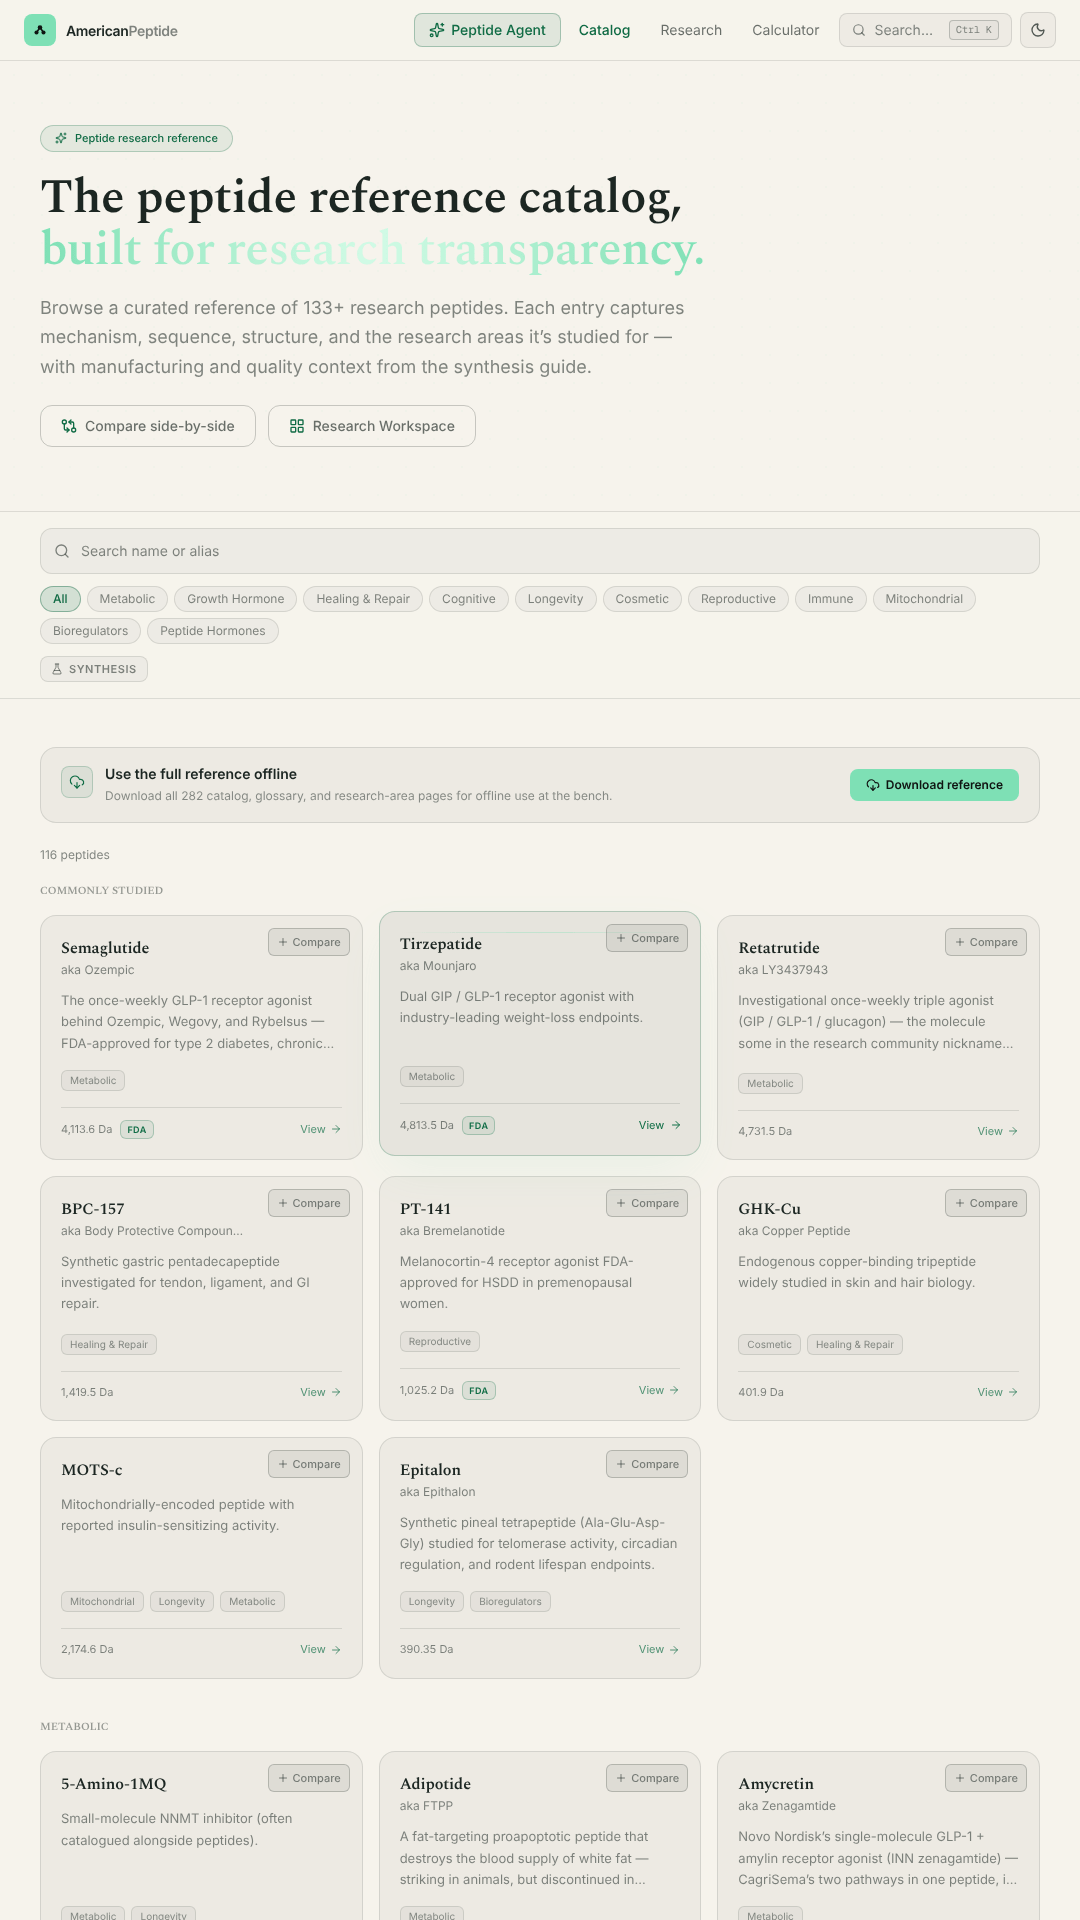 AmericanPeptide
Peptide Agent
Catalog
Research
Calculator
Search...
Ctrl K
Peptide research reference
The peptide reference catalog,
built for research transparency.
Browse a curated reference of 133+ research peptides. Each entry captures
mechanism, sequence, structure, and the research areas it’s studied for —
with manufacturing and quality context from the synthesis guide.
Compare side-by-side
Research Workspace
Search name or alias
All
Metabolic
Growth Hormone
Healing & Repair
Cognitive
Longevity
Cosmetic
Reproductive
Immune
Mitochondrial
Bioregulators
Peptide Hormones
SYNTHESIS
Use the full reference offline
Download all 282 catalog, glossary, and research-area pages for offline use at the bench.
Download reference
116 peptides
COMMONLY STUDIED
Semaglutide
+ Compare
aka Ozempic
The once-weekly GLP-1 receptor agonist
behind Ozempic, Wegovy, and Rybelsus —
FDA-approved for type 2 diabetes, chronic...
Metabolic
4,113.6 Da
FDA
View →
Tirzepatide
+ Compare
aka Mounjaro
Dual GIP / GLP-1 receptor agonist with
industry-leading weight-loss endpoints.
Metabolic
4,813.5 Da
FDA
View →
Retatrutide
+ Compare
aka LY3437943
Investigational once-weekly triple agonist
(GIP / GLP-1 / glucagon) — the molecule
some in the research community nickname...
Metabolic
4,731.5 Da
View →
BPC-157
+ Compare
aka Body Protective Compoun...
Synthetic gastric pentadecapeptide
investigated for tendon, ligament, and GI
repair.
Healing & Repair
1,419.5 Da
View →
PT-141
+ Compare
aka Bremelanotide
Melanocortin-4 receptor agonist FDA-
approved for HSDD in premenopausal
women.
Reproductive
1,025.2 Da
FDA
View →
GHK-Cu
+ Compare
aka Copper Peptide
Endogenous copper-binding tripeptide
widely studied in skin and hair biology.
Cosmetic
Healing & Repair
401.9 Da
View →
MOTS-c
+ Compare
Mitochondrially-encoded peptide with
reported insulin-sensitizing activity.
Mitochondrial
Longevity
Metabolic
2,174.6 Da
View →
Epitalon
+ Compare
aka Epithalon
Synthetic pineal tetrapeptide (Ala-Glu-Asp-
Gly) studied for telomerase activity, circadian
regulation, and rodent lifespan endpoints.
Longevity
Bioregulators
390.35 Da
View →
METABOLIC
5-Amino-1MQ
+ Compare
Small-molecule NNMT inhibitor (often
catalogued alongside peptides).
Metabolic
Longevity
Adipotide
+ Compare
aka FTPP
A fat-targeting proapoptotic peptide that
destroys the blood supply of white fat —
striking in animals, but discontinued in...
Metabolic
Amycretin
+ Compare
aka Zenagamtide
Novo Nordisk’s single-molecule GLP-1 +
amylin receptor agonist (INN zenagamtide) —
CagriSema’s two pathways in one peptide, i...
Metabolic